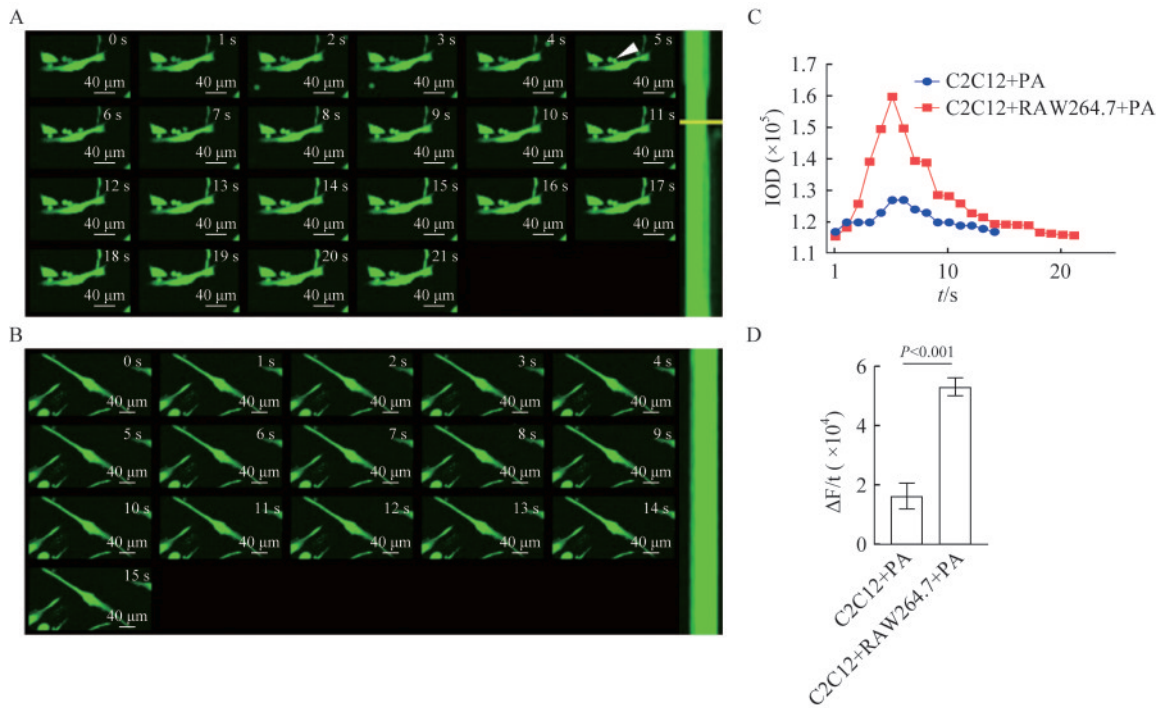 A
0 s 1 s 2 s 3 s 4 s 5 s
40 μm 40 μm 40 μm 40 μm 40 μm 40 μm
6 s 7 s 8 s 9 s 10 s 11 s
40 μm 40 μm 40 μm 40 μm 40 μm 40 μm
12 s 13 s 14 s 15 s 16 s 17 s
40 μm 40 μm 40 μm 40 μm 40 μm 40 μm
18 s 19 s 20 s 21 s
40 μm 40 μm 40 μm 40 μm
B
0 s 1 s 2 s 3 s 4 s
40 μm 40 μm 40 μm 40 μm 40 μm
5 s 6 s 7 s 8 s 9 s
40 μm 40 μm 40 μm 40 μm 40 μm
10 s 11 s 12 s 13 s 14 s
40 μm 40 μm 40 μm 40 μm 40 μm
15 s
40 μm
C
1.7
C2C12+PA
1.6
C2C12+RAW264.7+PA
1.5
1.4
1.3
1.2
1.1
IOD (×10⁵)
1 10 20
t/s
D
P<0.001
6
4
2
0
ΔF/t ( ×10⁴)
C2C12+PA
C2C12+RAW264.7+PA